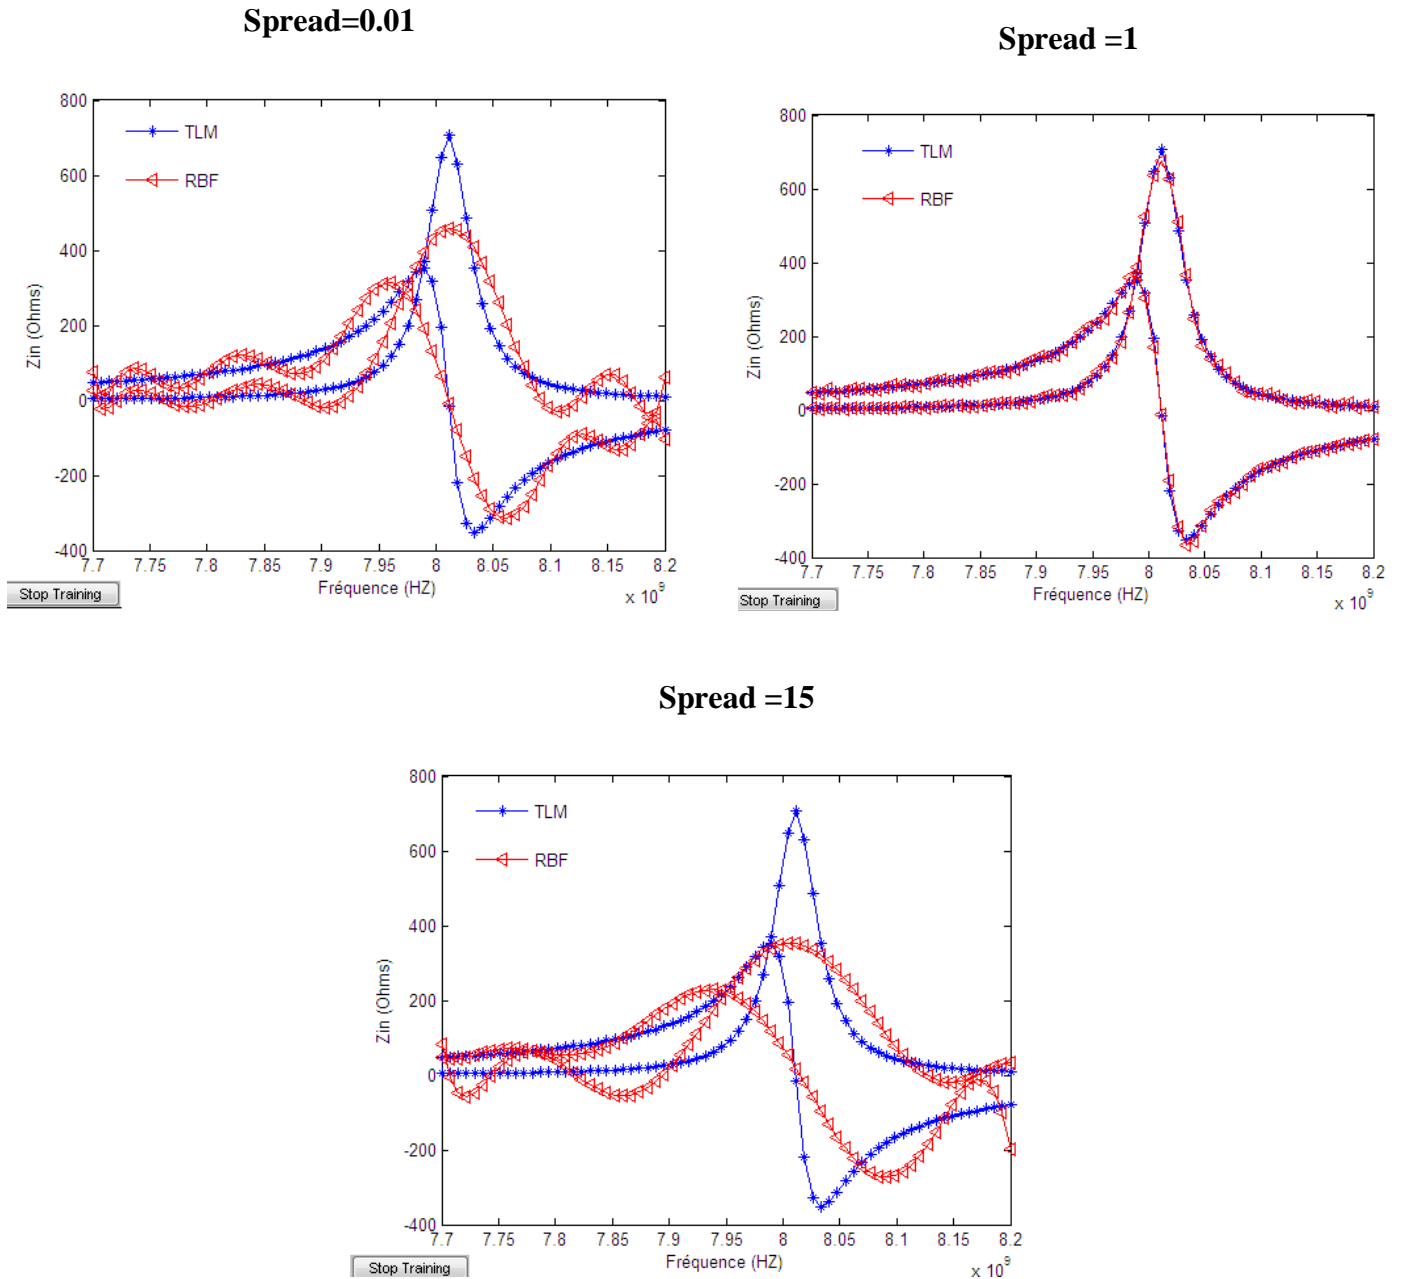 Spread=0.01
800
600
400
200
0
-200
-400
Zin (Ohms)
TLM
RBF
7.7 7.75 7.8 7.85 7.9 7.95 8 8.05 8.1 8.15 8.2
Fréquence (HZ)
x 10⁹
Stop Training
Spread =1
800
600
400
200
0
-200
-400
Zin (Ohms)
TLM
RBF
7.7 7.75 7.8 7.85 7.9 7.95 8 8.05 8.1 8.15 8.2
Fréquence (HZ)
x 10⁹
Stop Training
Spread =15
800
600
400
200
0
-200
-400
Zin (Ohms)
TLM
RBF
7.7 7.75 7.8 7.85 7.9 7.95 8 8.05 8.1 8.15 8.2
Fréquence (HZ)
x 10⁹
Stop Training